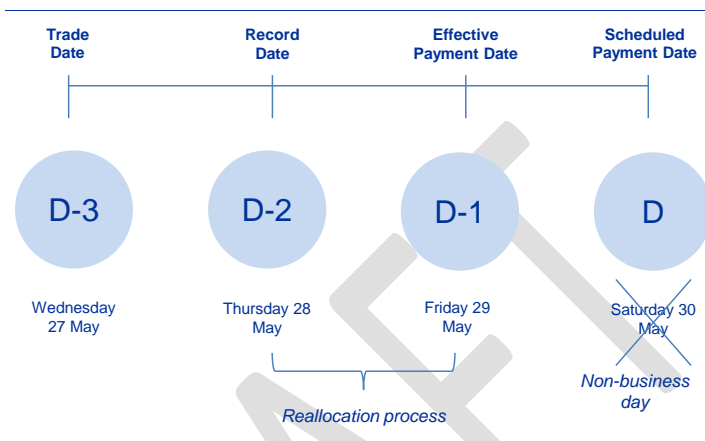 Trade
Date
Record
Date
Effective
Payment Date
Scheduled
Payment Date
D-3
D-2
D-1
D
Wednesday
27 May
Thursday 28
May
Friday 29
May
Saturday 30
May
Non-business
day
Reallocation process